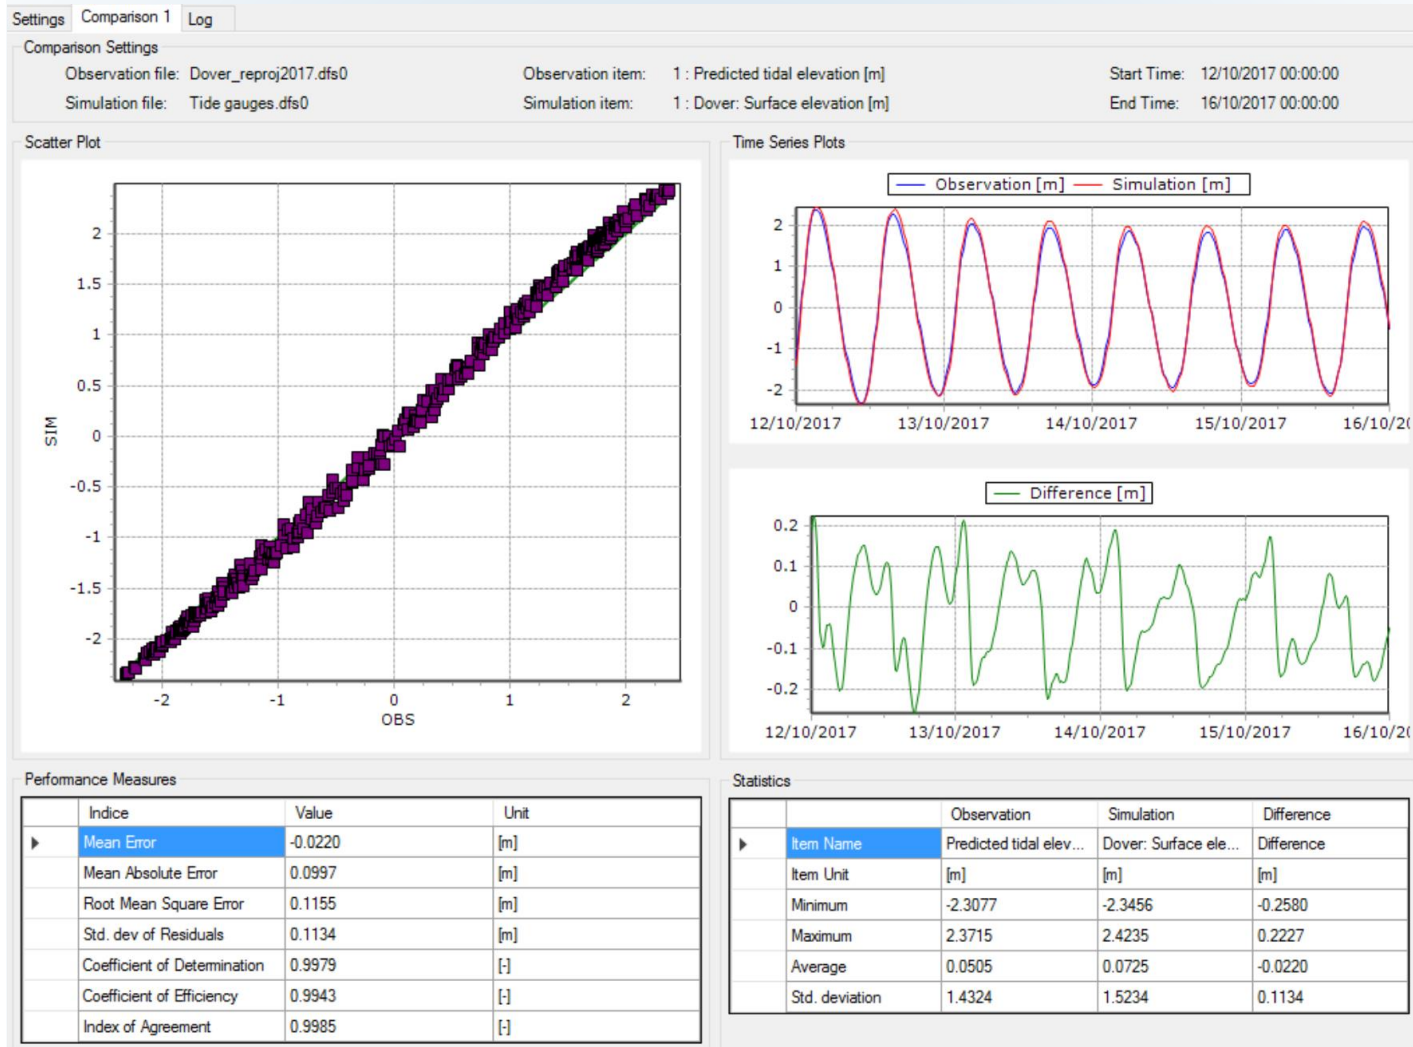 Settings Comparison 1 Log
Comparison Settings
Observation file: Dover_reproj2017.dfs0 Observation item: 1 : Predicted tidal elevation [m] Start Time: 12/10/2017 00:00:00
Simulation file: Tide gauges.dfs0 Simulation item: 1 : Dover: Surface elevation [m] End Time: 16/10/2017 00:00:00
Scatter Plot
2
1.5
1
0.5
0
-0.5
-1
-1.5
-2
SIM
-2 -1 0 1 2
OBS
Time Series Plots
Observation [m] Simulation [m]
2
1
0
-1
-2
12/10/2017 13/10/2017 14/10/2017 15/10/2017 16/10/20
Difference [m]
0.2
0.1
0
-0.1
-0.2
12/10/2017 13/10/2017 14/10/2017 15/10/2017 16/10/20
Performance Measures
Indice Value Unit
Mean Error -0.0220 [m]
Mean Absolute Error 0.0997 [m]
Root Mean Square Error 0.1155 [m]
Std. dev of Residuals 0.1134 [m]
Coefficient of Determination 0.9979 [-]
Coefficient of Efficiency 0.9943 [-]
Index of Agreement 0.9985 [-]
Statistics
Observation Simulation Difference
Item Name Predicted tidal elev... Dover: Surface ele... Difference
Item Unit [m] [m] [m]
Minimum -2.3077 -2.3456 -0.2580
Maximum 2.3715 2.4235 0.2227
Average 0.0505 0.0725 -0.0220
Std. deviation 1.4324 1.5234 0.1134